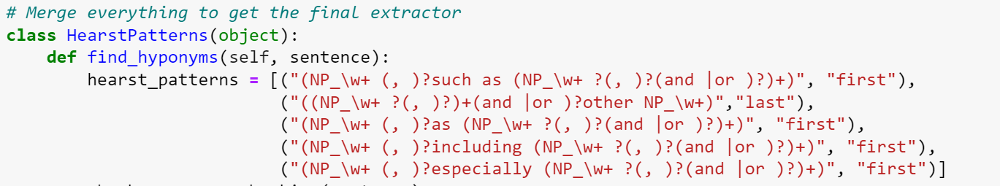 # Merge everything to get the final extractor
class HearstPatterns(object):
    def find_hyponyms(self, sentence):
        hearst_patterns = [("(NP_\w+ (, )?such as (NP_\w+ ?(, )?(and |or )?)+)", "first"),
                           ("((NP_\w+ ?(, )?)+(and |or )?other NP_\w+)","last"),
                           ("(NP_\w+ (, )?as (NP_\w+ ?(, )?(and |or )?)+)", "first"),
                           ("(NP_\w+ (, )?including (NP_\w+ ?(, )?(and |or )?)+)", "first"),
                           ("(NP_\w+ (, )?especially (NP_\w+ ?(, )?(and |or )?)+)", "first")]